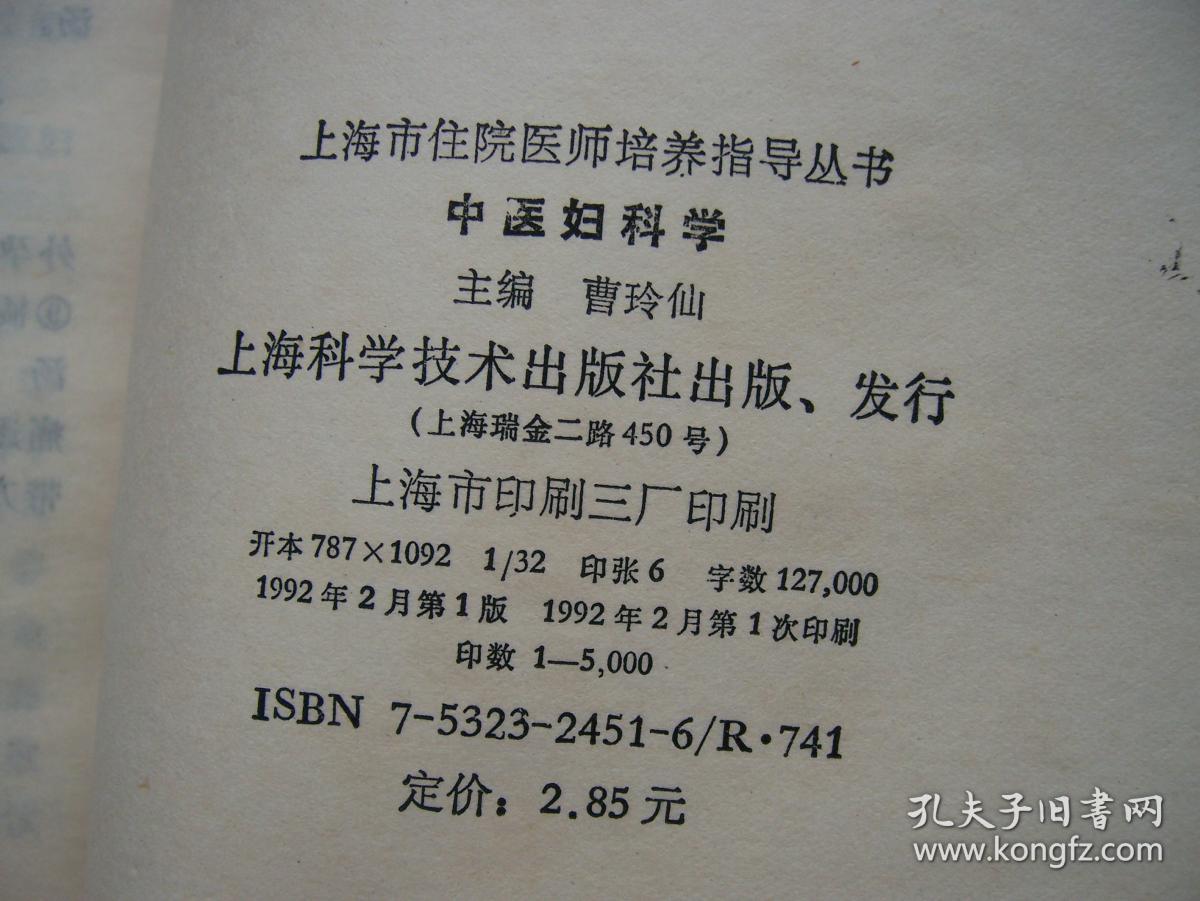 上海市住院医师培养指导丛书
中医妇科学
主编 曹玲仙
上海科学技术出版社出版、发行
(上海瑞金二路450号)
上海市印刷三厂印刷
开本787×1092 1/32 印张6 字数127,000
1992年2月第1版 1992年2月第1次印刷
印数 1—5,000
ISBN 7-5323-2451-6/R·741
定价：2.85元
孔夫子旧书网
www.kongfz.com